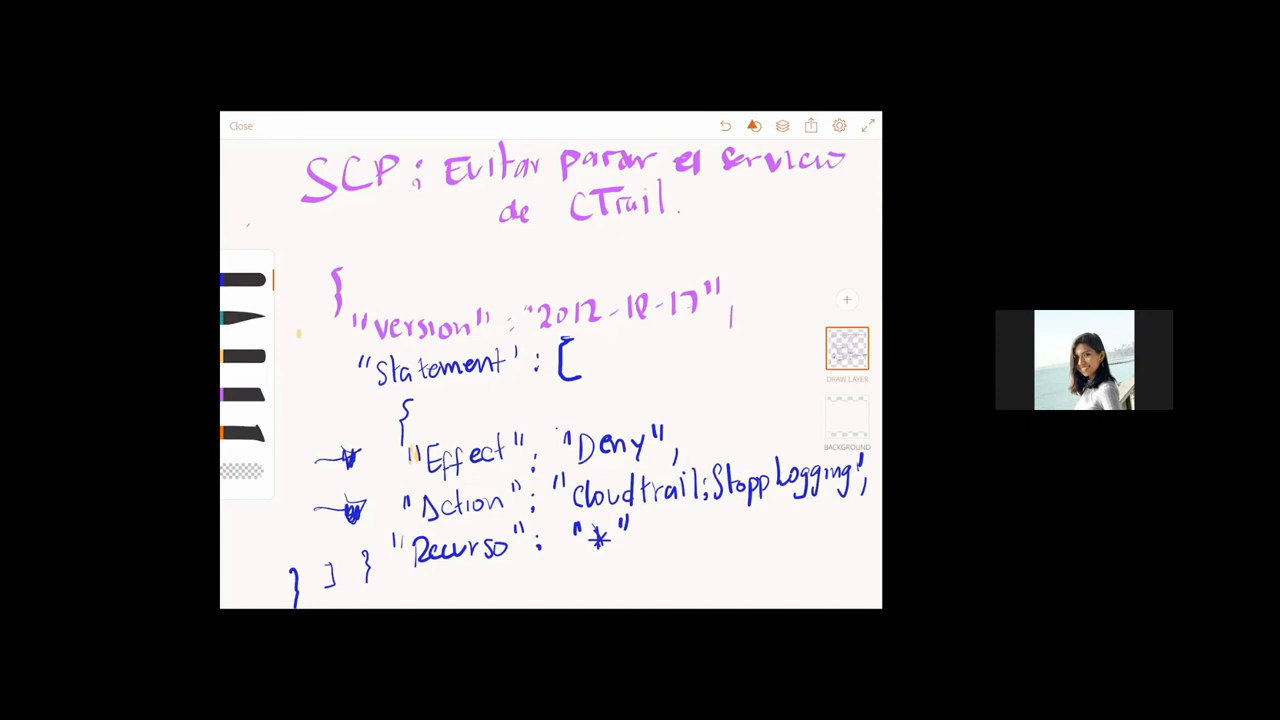 Close
SCP: Evitar parar el servicio
de CTrail.
{
"version" : "2012-10-17",
"Statement" : [
{
"Effect" : "Deny",
"Action" : "Cloudtrail:StoppLogging",
"Recurso" : "*"
} ] }
DRAW LAYER
BACKGROUND